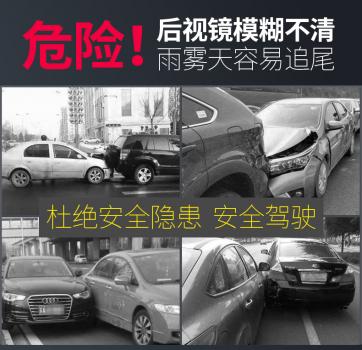 危险！
后视镜模糊不清
雨雾天容易追尾
杜绝安全隐患 安全驾驶